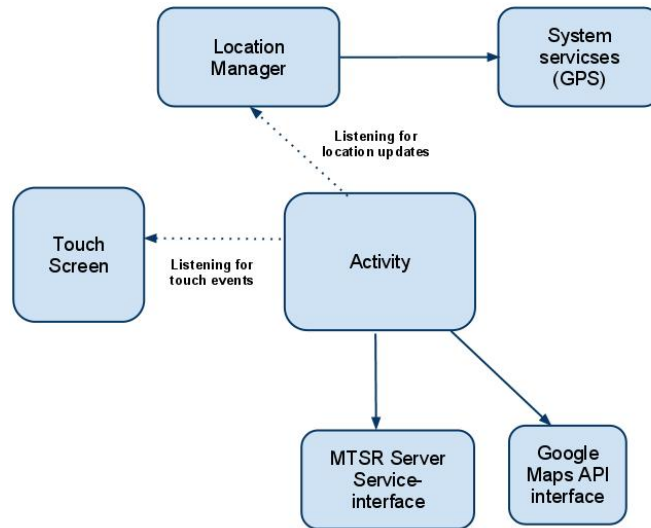 Location
Manager
System
servicses
(GPS)
Listening for
location updates
Touch
Screen
Listening for
touch events
Activity
MTSR Server
Service-
interface
Google
Maps API
interface